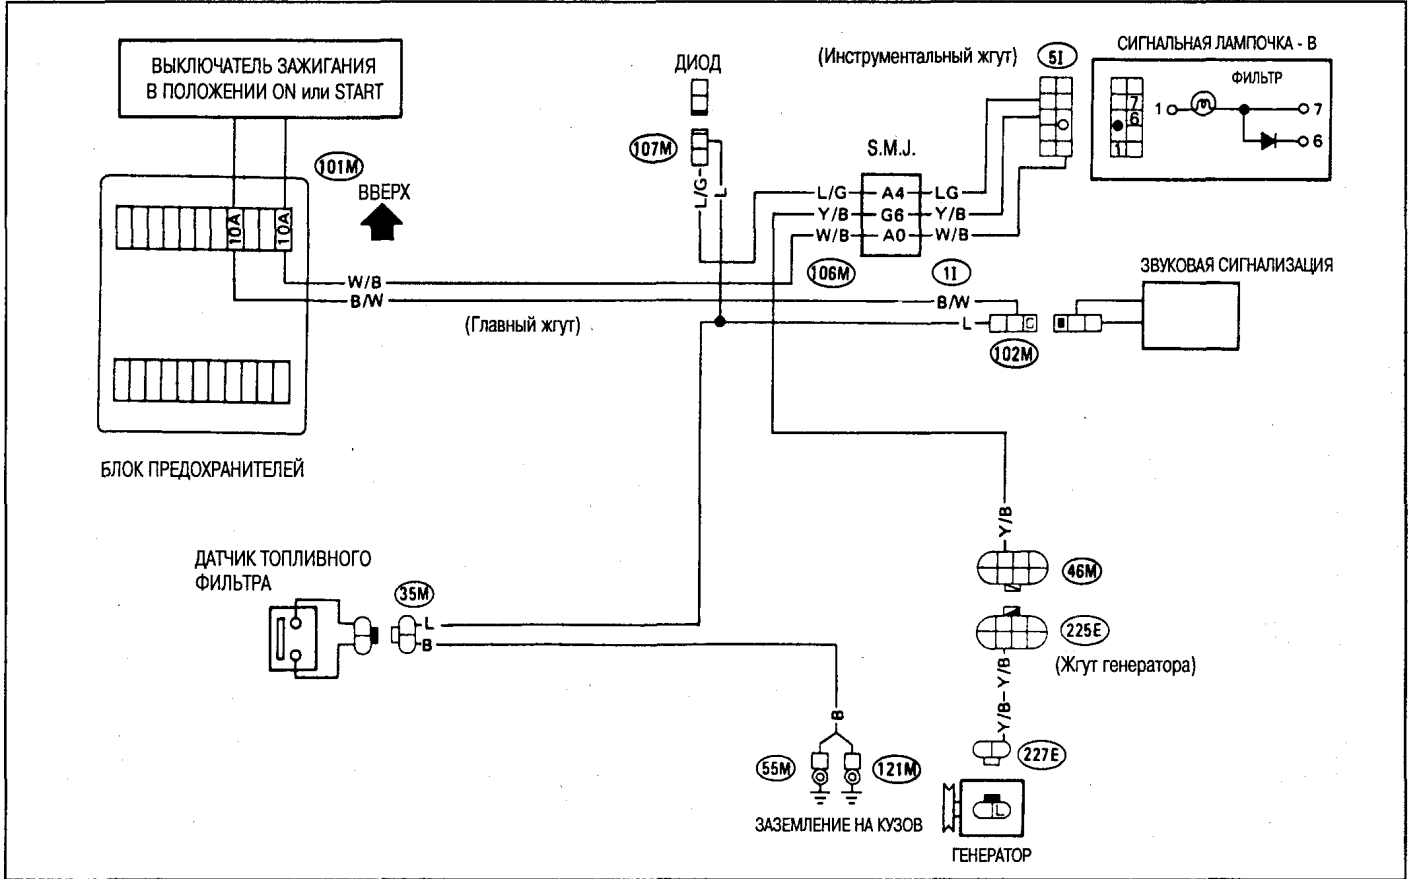 ВЫКЛЮЧАТЕЛЬ ЗАЖИГАНИЯ
В ПОЛОЖЕНИИ ON или START
101M
ВВЕРХ
10A
10A
W/B
B/W
(Главный жгут)
БЛОК ПРЕДОХРАНИТЕЛЕЙ
ДИОД
107M
L/G
L
(Инструментальный жгут)
5I
S.M.J.
L/G
A4
LG
Y/B
G6
Y/B
W/B
A0
W/B
106M
1I
B/W
L
102M
СИГНАЛЬНАЯ ЛАМПОЧКА - В
ФИЛЬТР
7
6
1
1
7
6
ЗВУКОВАЯ СИГНАЛИЗАЦИЯ
ДАТЧИК ТОПЛИВНОГО
ФИЛЬТРА
35M
L
B
B
55M
121M
ЗАЗЕМЛЕНИЕ НА КУЗОВ
Y/B
46M
225E
(Жгут генератора)
Y/B
Y/B
227E
L
ГЕНЕРАТОР